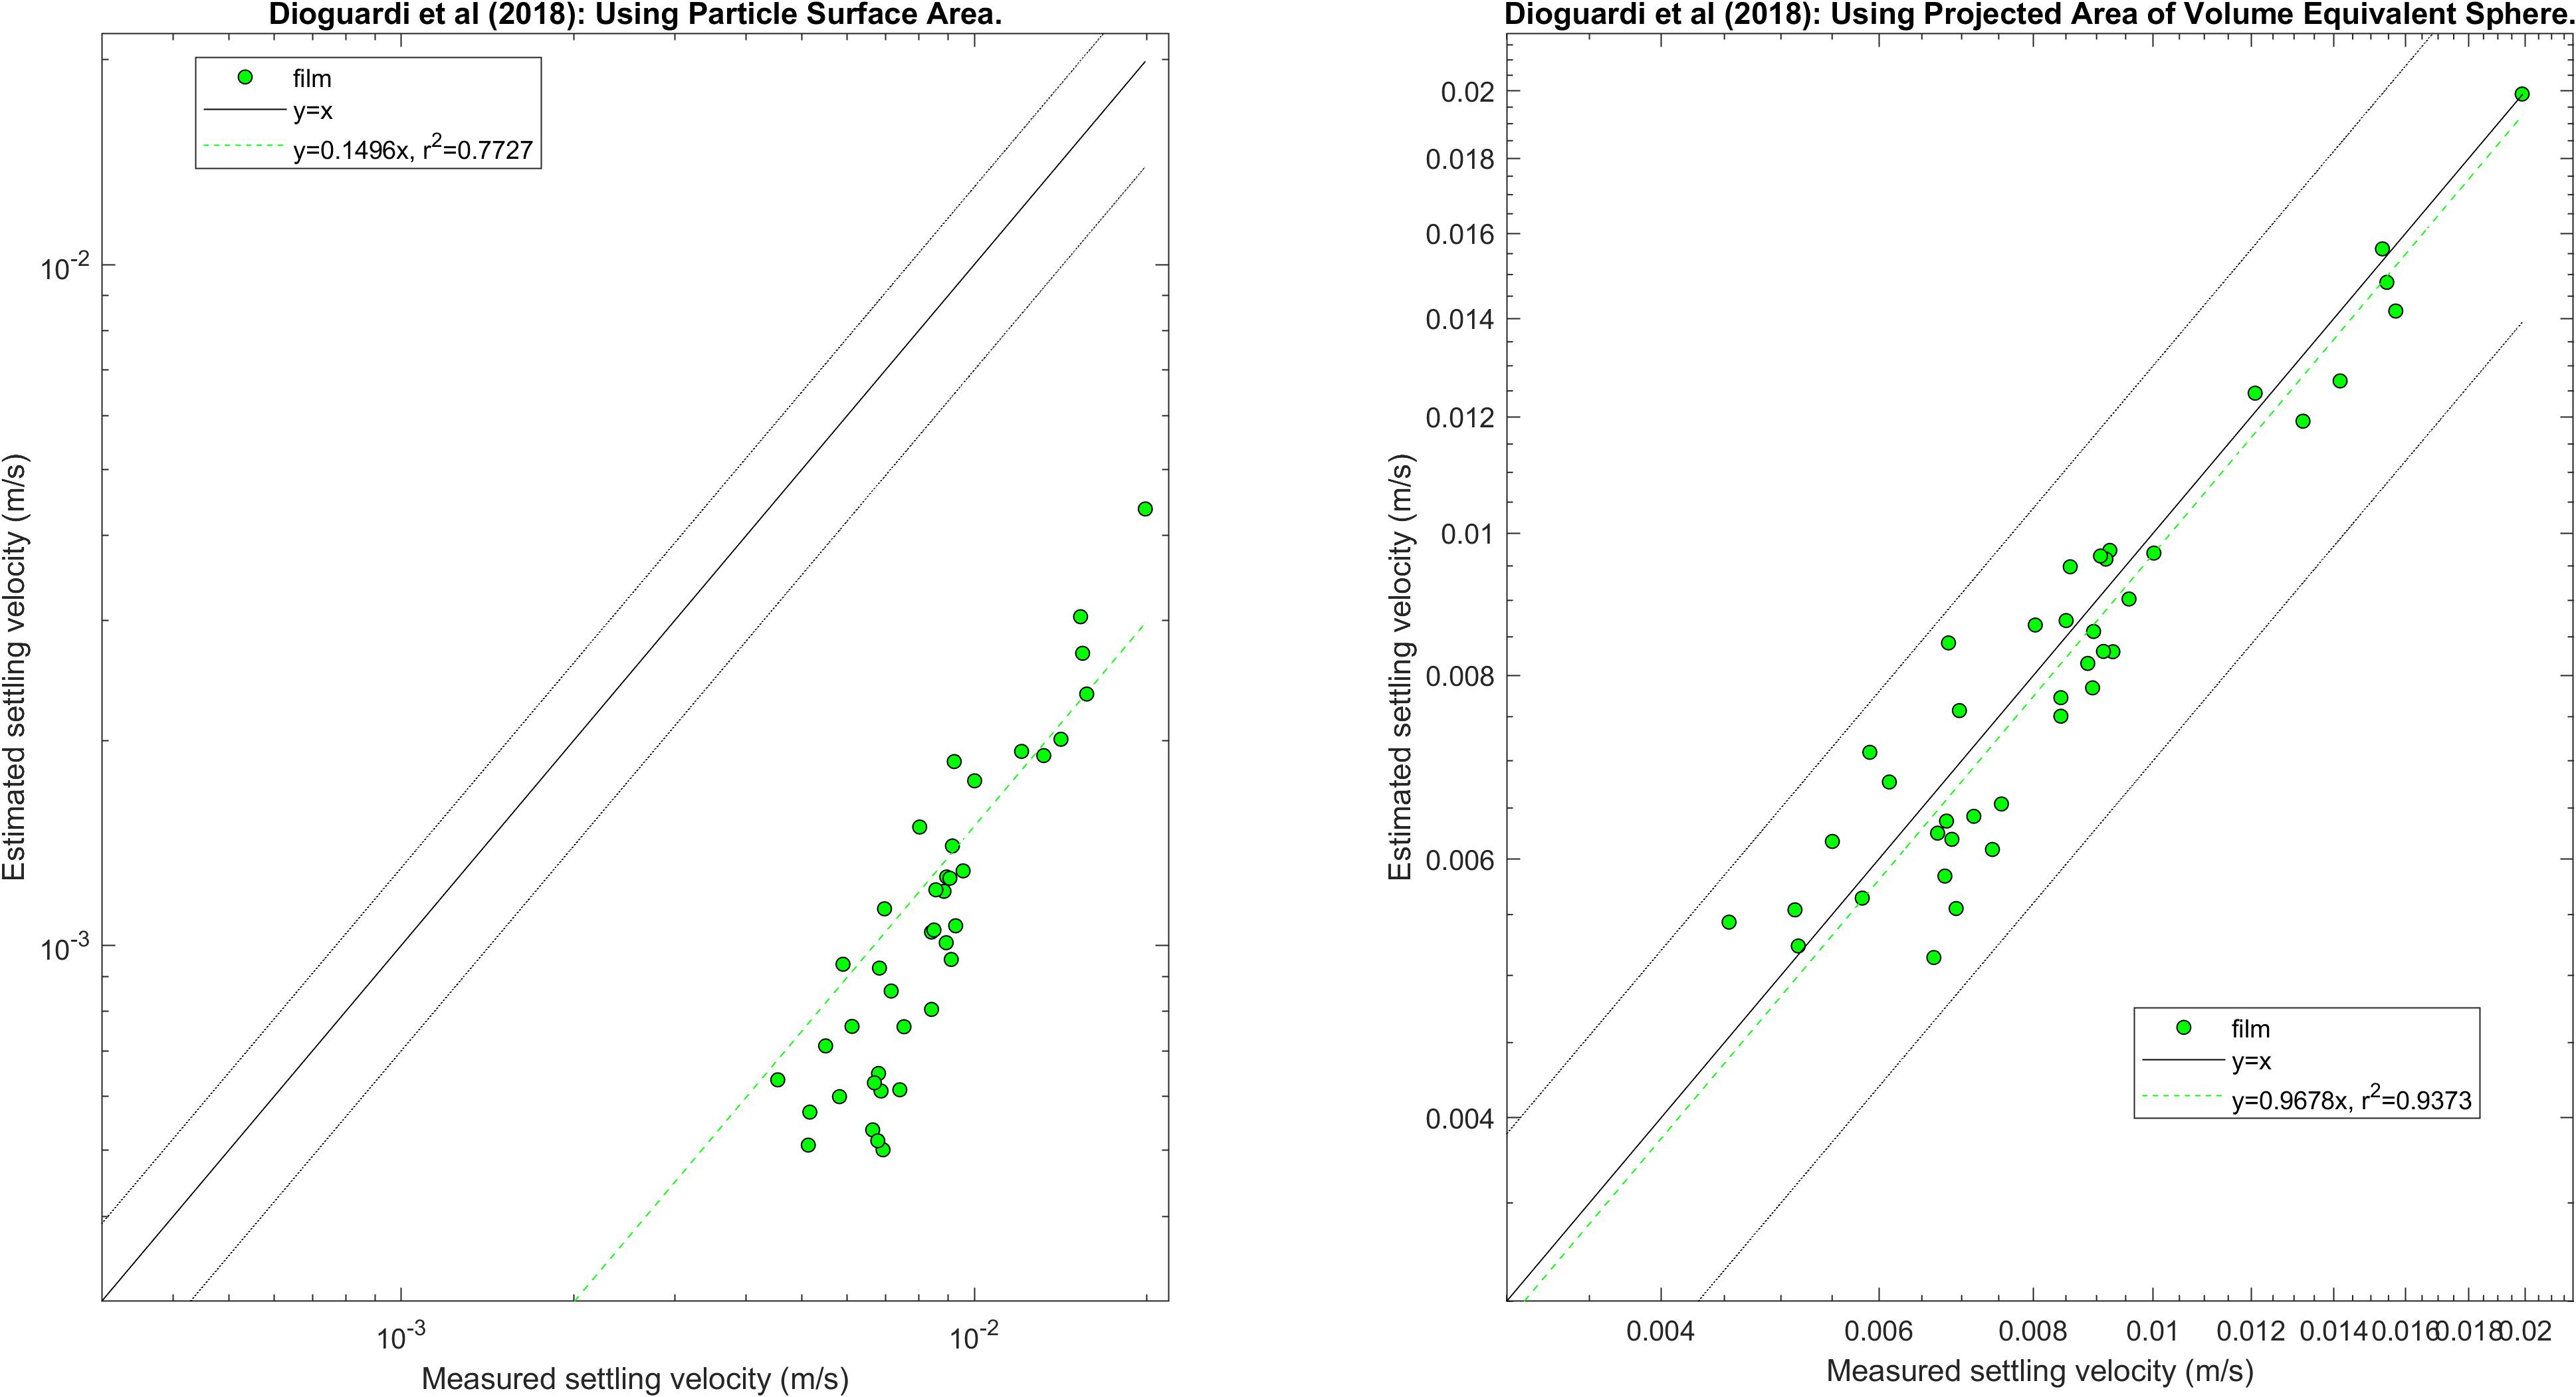 Dioguardi et al (2018): Using Particle Surface Area.
film
y=x
y=0.1496x, r²=0.7727
10⁻²
10⁻³
Estimated settling velocity (m/s)
10⁻³ 10⁻²
Measured settling velocity (m/s)
Dioguardi et al (2018): Using Projected Area of Volume Equivalent Sphere.
0.02
0.018
0.016
0.014
0.012
0.01
0.008
0.006
0.004
Estimated settling velocity (m/s)
film
y=x
y=0.9678x, r²=0.9373
0.004 0.006 0.008 0.01 0.012 0.014 0.016 0.018 0.02
Measured settling velocity (m/s)